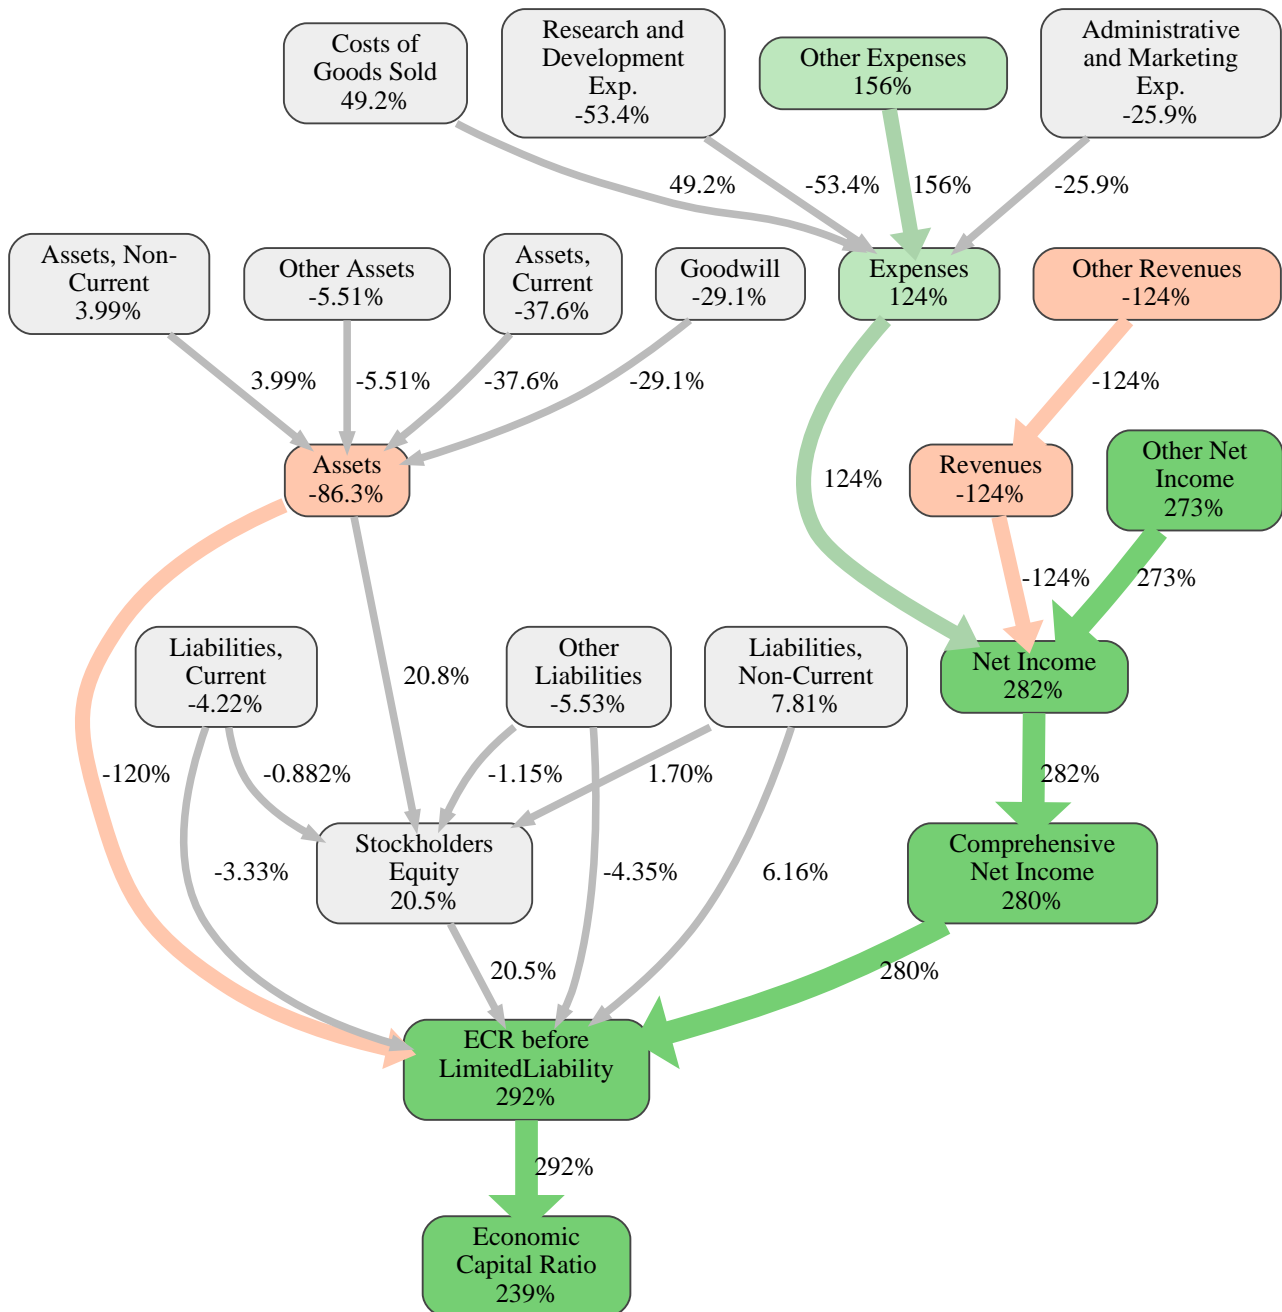 Costs of
Goods Sold
49.2%
Research and
Development
Exp.
-53.4%
Other Expenses
156%
Administrative
and Marketing
Exp.
-25.9%
49.2%
-53.4%
156%
-25.9%
Assets, Non-
Current
3.99%
Other Assets
-5.51%
Assets,
Current
-37.6%
Goodwill
-29.1%
Expenses
124%
Other Revenues
-124%
3.99%
-5.51%
-37.6%
-29.1%
-124%
Assets
-86.3%
124%
Revenues
-124%
Other Net
Income
273%
-124%
273%
Liabilities,
Current
-4.22%
20.8%
Other
Liabilities
-5.53%
Liabilities,
Non-Current
7.81%
Net Income
282%
-120%
-0.882%
-1.15%
1.70%
282%
Stockholders
Equity
20.5%
-3.33%
-4.35%
6.16%
Comprehensive
Net Income
280%
20.5%
280%
ECR before
LimitedLiability
292%
292%
Economic
Capital Ratio
239%